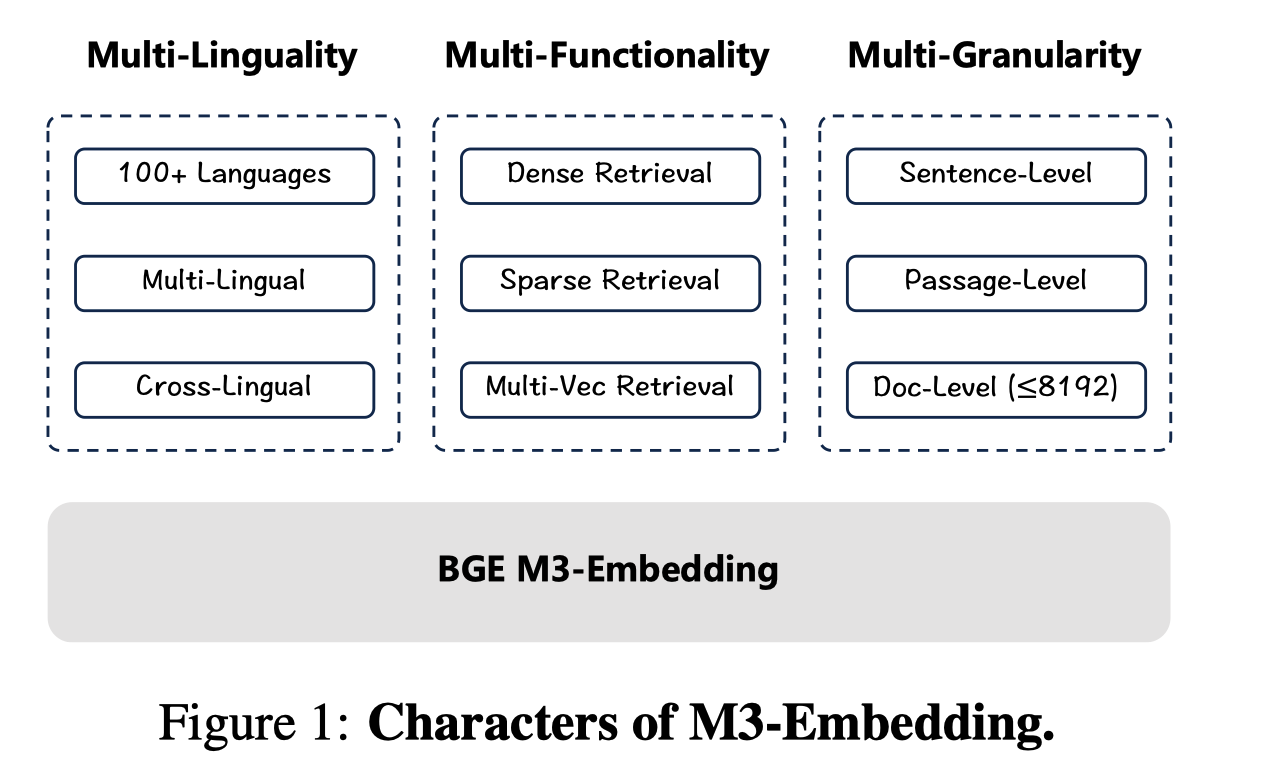 Multi-Linguality
Multi-Functionality
Multi-Granularity
100+ Languages
Multi-Lingual
Cross-Lingual
Dense Retrieval
Sparse Retrieval
Multi-Vec Retrieval
Sentence-Level
Passage-Level
Doc-Level (≤8192)
BGE M3-Embedding
Figure 1: Characters of M3-Embedding.